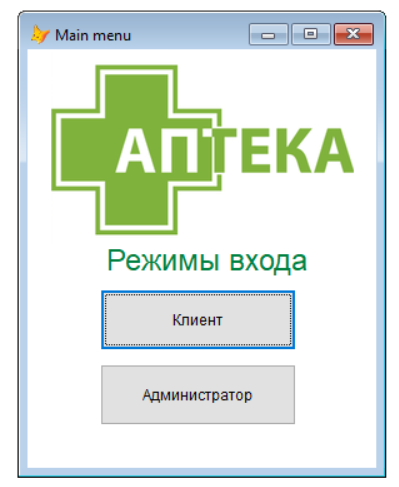 Main menu
АПТЕКА
Режимы входа
Клиент
Администратор